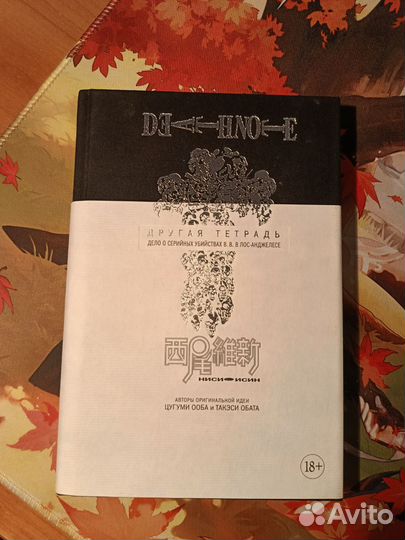 DEATH NOTE
ДРУГАЯ ТЕТРАДЬ
ДЕЛО О СЕРИЙНЫХ УБИЙСТВАХ B. B. В ЛОС-АНДЖЕЛЕСЕ
西尾維新
НИСИО ИСИН
АВТОРЫ ОРИГИНАЛЬНОЙ ИДЕИ
ЦУГУМИ ООБА и ТАКЭСИ ОБАТА
18+
Avito